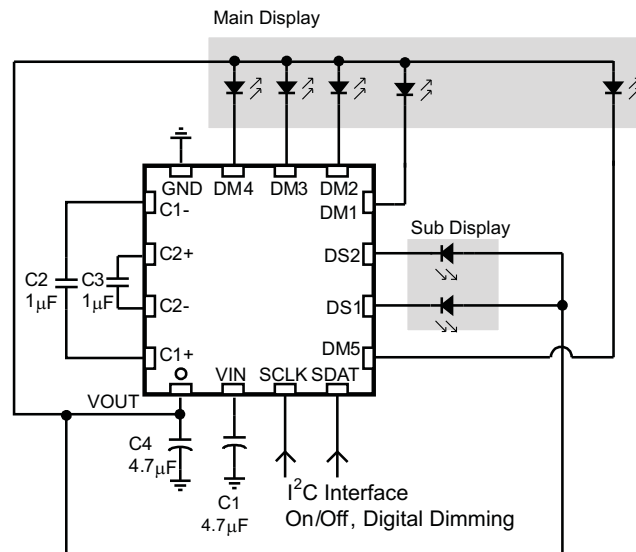 Main Display
GND
DM4
DM3
DM2
C1-
DM1
C2+
DS2
Sub Display
C2
1μF
C3
1μF
C2-
DS1
C1+
DM5
VIN
SCLK
SDAT
VOUT
C4
4.7μF
C1
4.7μF
I²C Interface
On/Off, Digital Dimming